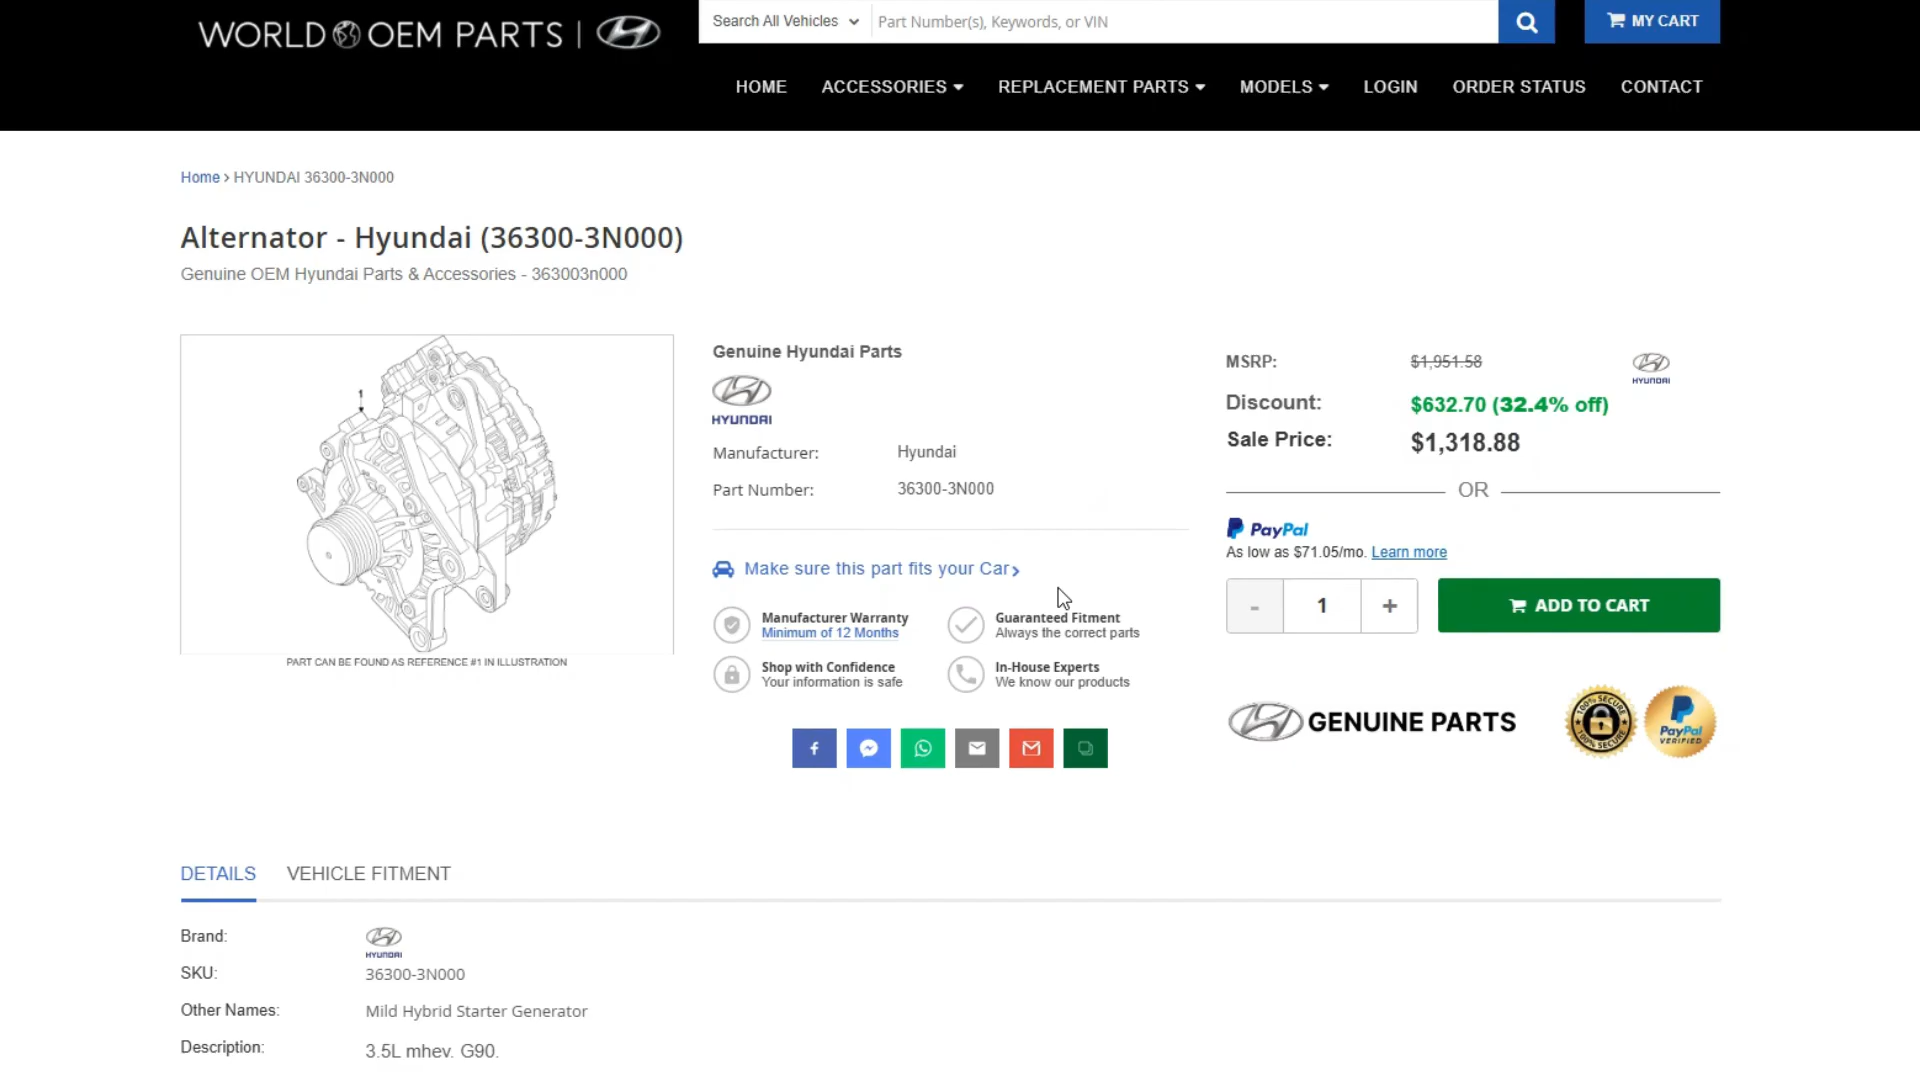 WORLD OEM PARTS |
Search All Vehicles
Part Number(s), Keywords, or VIN
MY CART
HOME
ACCESSORIES
REPLACEMENT PARTS
MODELS
LOGIN
ORDER STATUS
CONTACT
Home › HYUNDAI 36300-3N000
Alternator - Hyundai (36300-3N000)
Genuine OEM Hyundai Parts & Accessories - 363003n000
1
PART CAN BE FOUND AS REFERENCE #1 IN ILLUSTRATION
Genuine Hyundai Parts
HYUNDAI
Manufacturer: Hyundai
Part Number: 36300-3N000
Make sure this part fits your Car ›
Manufacturer Warranty
Minimum of 12 Months
Guaranteed Fitment
Always the correct parts
Shop with Confidence
Your information is safe
In-House Experts
We know our products
MSRP: $1,951.58
HYUNDAI
Discount: $632.70 (32.4% off)
Sale Price: $1,318.88
OR
PayPal
As low as $71.05/mo. Learn more
- 1 +
ADD TO CART
GENUINE PARTS
100% SECURE
100% SECURE
PayPal
VERIFIED
DETAILS
VEHICLE FITMENT
Brand: HYUNDAI
SKU: 36300-3N000
Other Names: Mild Hybrid Starter Generator
Description: 3.5L mhev. G90.